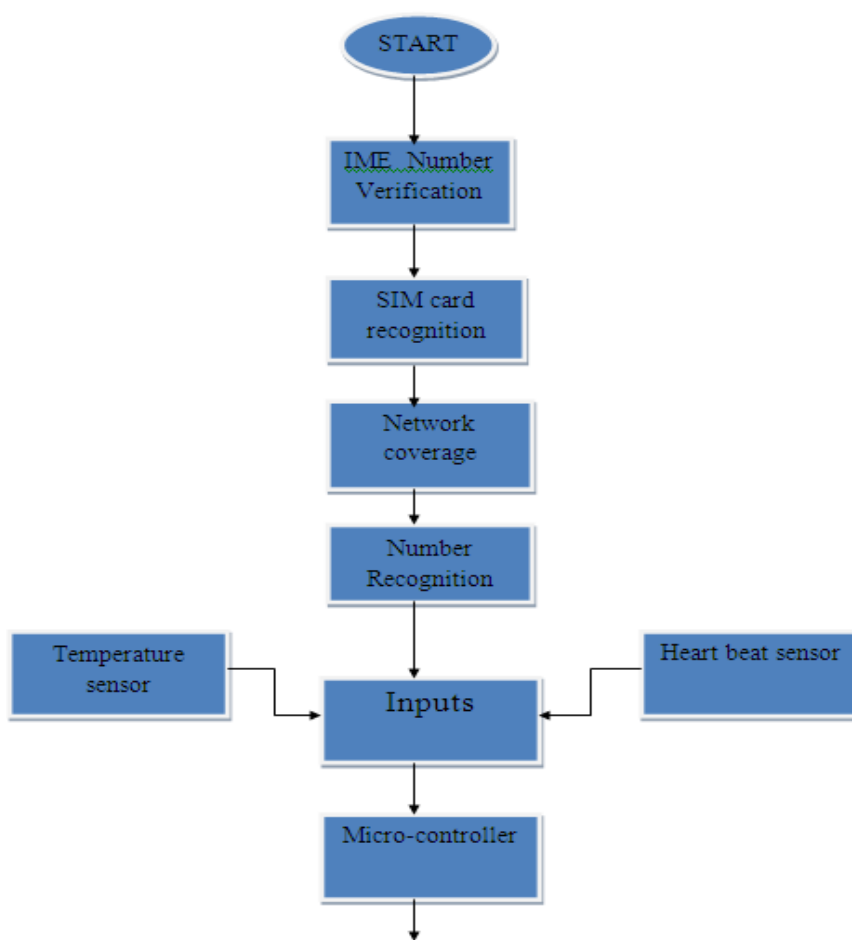 START
IME Number
Verification
SIM card
recognition
Network
coverage
Number
Recognition
Temperature
sensor
Heart beat sensor
Inputs
Micro-controller